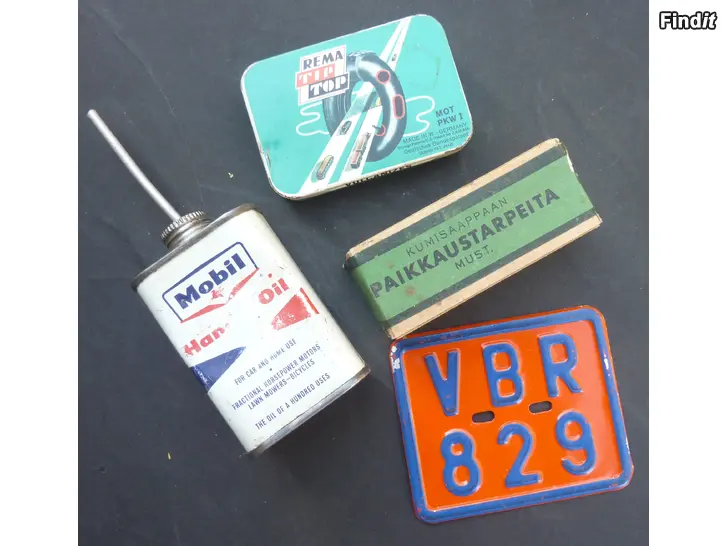 Findit
REMA
TIP
TOP
MOT
PKW 1
MADE IN W.-GERMANY
KUMISAAPPAAN
PAIKKAUSTARPEITA
MUST.
Mobil
Oil
FOR CAR AND HOME USE
FRACTIONAL HORSEPOWER MOTORS
LAWN MOWERS—BICYCLES
THE OIL OF A HUNDRED USES
VBR
829